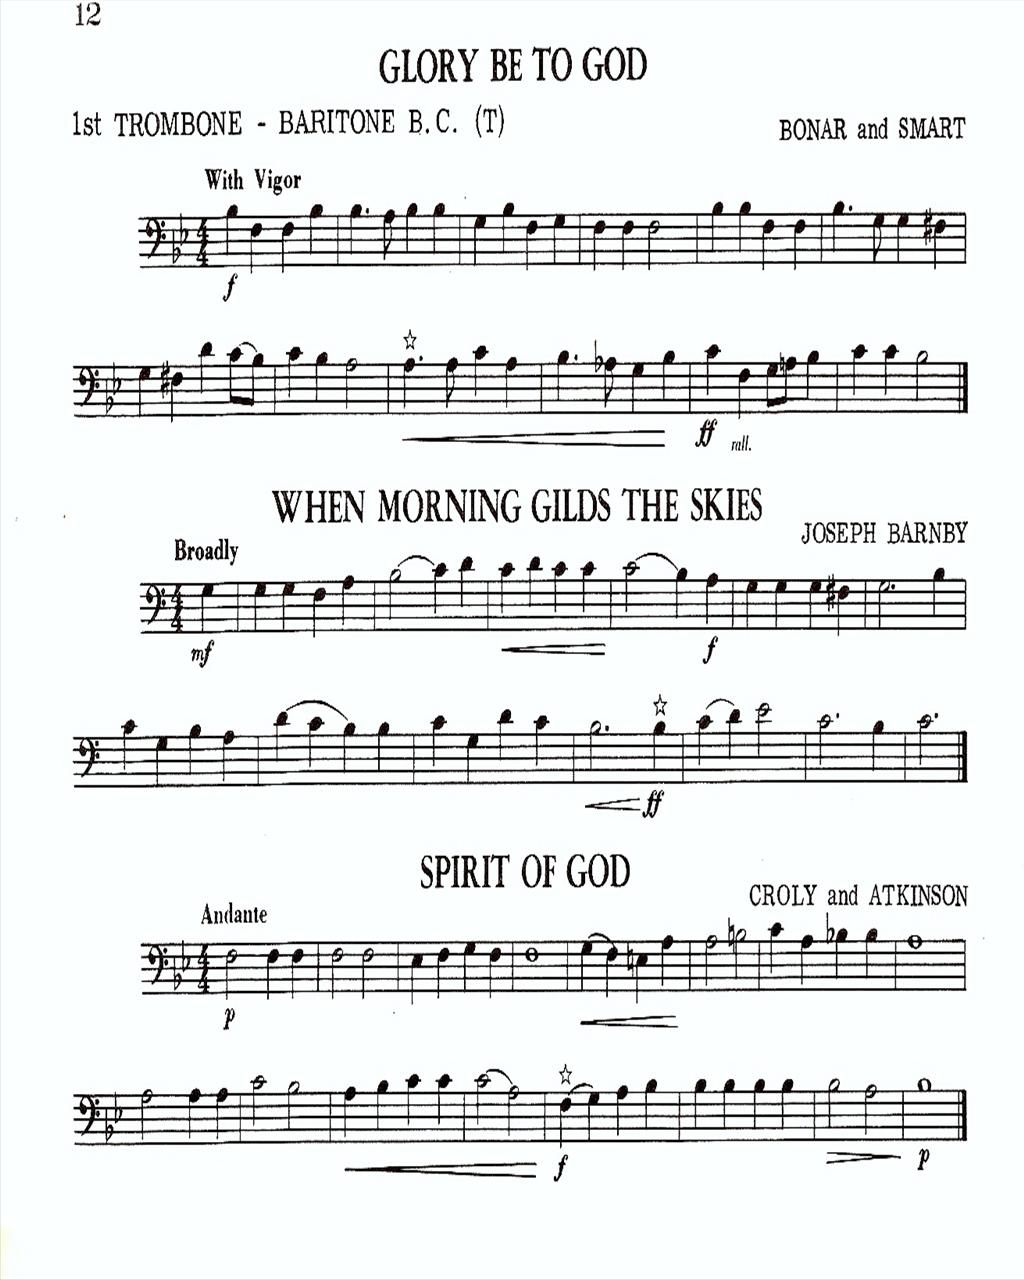 12
GLORY BE TO GOD
1st TROMBONE - BARITONE B.C. (T)
BONAR and SMART
With Vigor
f
ff rall.
WHEN MORNING GILDS THE SKIES
JOSEPH BARNBY
Broadly
mf f
ff
SPIRIT OF GOD
CROLY and ATKINSON
Andante
p
f p